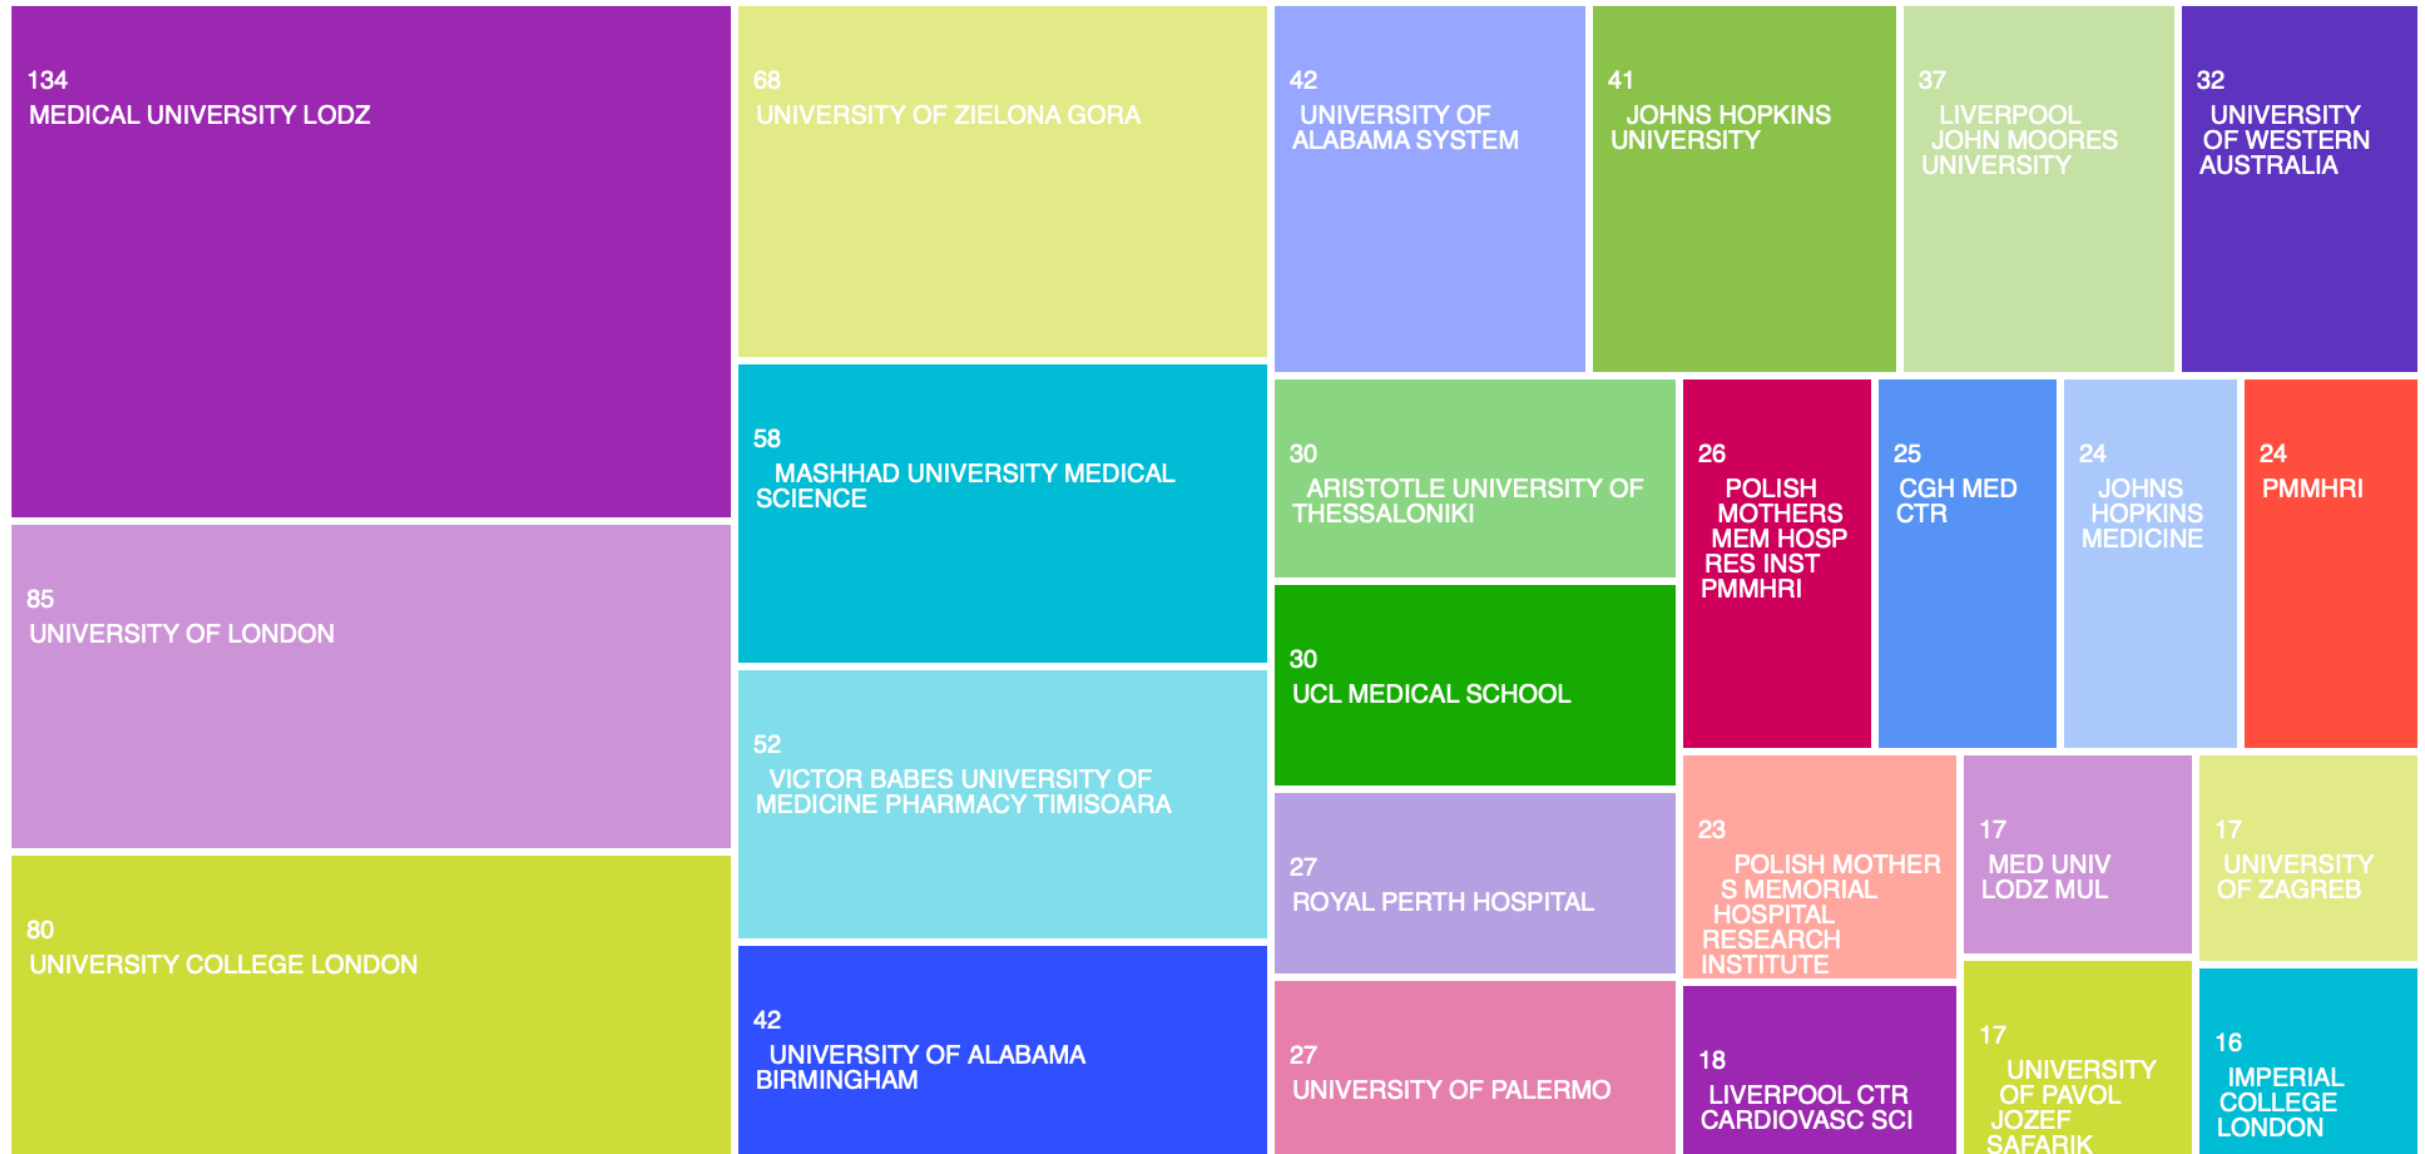 134
MEDICAL UNIVERSITY LODZ
85
UNIVERSITY OF LONDON
80
UNIVERSITY COLLEGE LONDON
68
UNIVERSITY OF ZIELONA GORA
58
MASHHAD UNIVERSITY MEDICAL
SCIENCE
52
VICTOR BABES UNIVERSITY OF
MEDICINE PHARMACY TIMISOARA
42
UNIVERSITY OF ALABAMA
BIRMINGHAM
42
UNIVERSITY OF
ALABAMA SYSTEM
41
JOHNS HOPKINS
UNIVERSITY
37
LIVERPOOL
JOHN MOORES
UNIVERSITY
32
UNIVERSITY
OF WESTERN
AUSTRALIA
30
ARISTOTLE UNIVERSITY OF
THESSALONIKI
30
UCL MEDICAL SCHOOL
27
ROYAL PERTH HOSPITAL
27
UNIVERSITY OF PALERMO
26
POLISH
MOTHERS
MEM HOSP
RES INST
PMMHRI
25
CGH MED
CTR
24
JOHNS
HOPKINS
MEDICINE
24
PMMHRI
23
POLISH MOTHER
S MEMORIAL
HOSPITAL
RESEARCH
INSTITUTE
18
LIVERPOOL CTR
CARDIOVASC SCI
17
MED UNIV
LODZ MUL
17
UNIVERSITY
OF PAVOL
JOZEF
SAFARIK
17
UNIVERSITY
OF ZAGREB
16
IMPERIAL
COLLEGE
LONDON